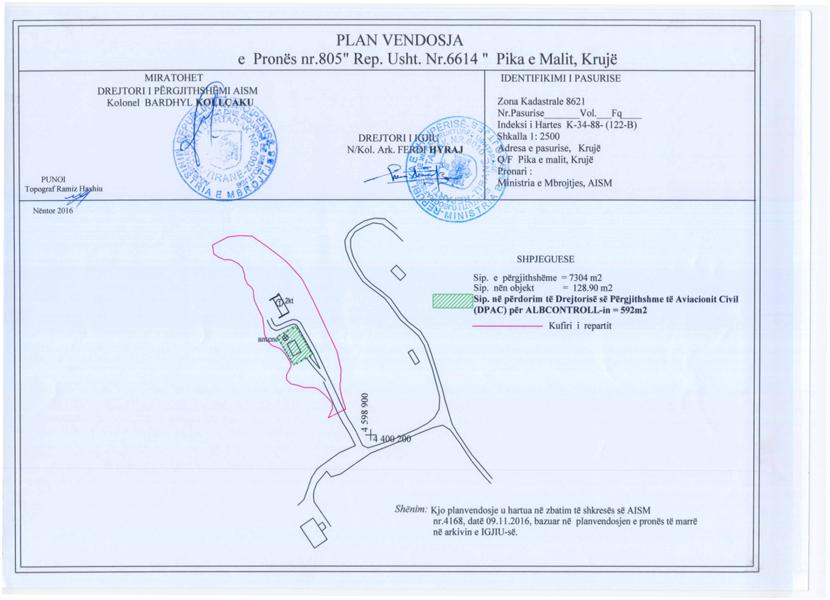 PLAN VENDOSJA
e Pronës nr.805" Rep. Usht. Nr.6614 " Pika e Malit, Krujë
MIRATOHET
DREJTORI I PËRGJITHSHËMI AISM
Kolonel BARDHYL KOLLÇAKU
DREJTORI I IGJIU
N/Kol. Ark. FERDI HYRAJ
PUNOI
Topograf Ramiz Hashiu
Nëntor 2016
IDENTIFIKIMI I PASURISE
Zona Kadastrale 8621
Nr.Pasurise_______Vol.___Fq____
Indeksi i Hartes K-34-88- (122-B)
Shkalla 1: 2500
Adresa e pasurise, Krujë
Q/F Pika e malit, Krujë
Pronari :
Ministria e Mbrojtjes, AISM
SHPJEGUESE
Sip. e përgjithshëme = 7304 m2
Sip. nën objekt = 128.90 m2
Sip. në përdorim të Drejtorisë së Përgjithshme të Aviacionit Civil
(DPAC) për ALBCONTROLL-in = 592m2
Kufiri i repartit
2kt
antenë
4 598 900
4 400 200
Shënim: Kjo planvendosje u hartua në zbatim të shkresës së AISM
nr.4168, datë 09.11.2016, bazuar në planvendosjen e pronës të marrë
në arkivin e IGJIU-së.